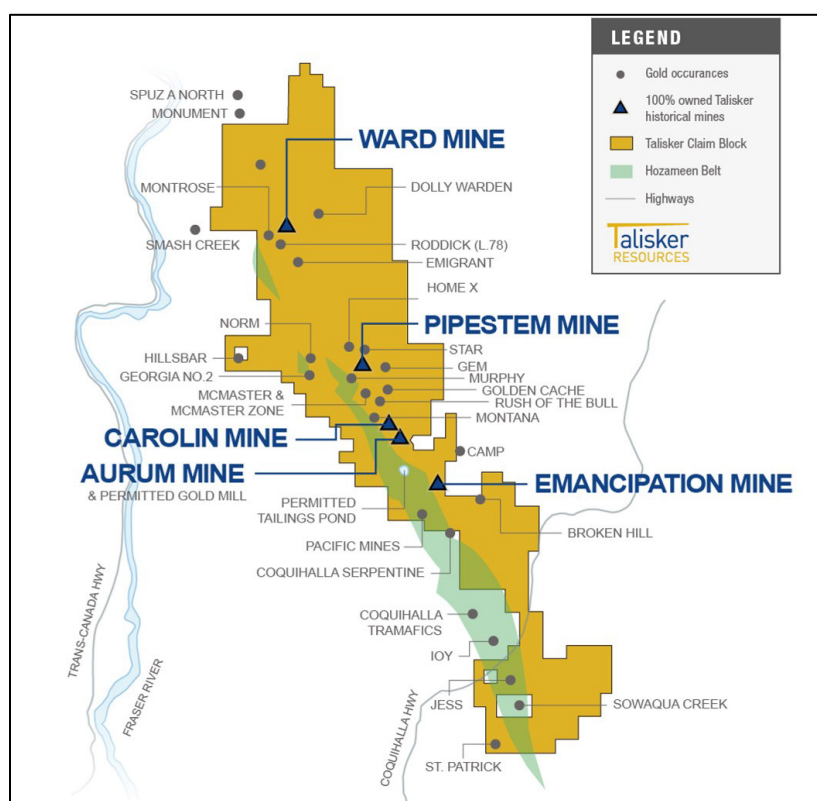 LEGEND
Gold occurances
100% owned Talisker
historical mines
Talisker Claim Block
Hozameen Belt
Highways
Talisker
RESOURCES
SPUZ A NORTH
MONUMENT
WARD MINE
MONTROSE
DOLLY WARDEN
SMASH CREEK
RODDICK (L.78)
EMIGRANT
HOME X
NORM
PIPESTEM MINE
STAR
HILLSBAR
GEM
GEORGIA NO.2
MURPHY
GOLDEN CACHE
MCMASTER &
MCMASTER ZONE
RUSH OF THE BULL
MONTANA
CAROLIN MINE
CAMP
AURUM MINE
& PERMITTED GOLD MILL
EMANCIPATION MINE
PERMITTED
TAILINGS POND
BROKEN HILL
PACIFIC MINES
COQUIHALLA SERPENTINE
TRANS-CANADA HWY
COQUIHALLA
TRAMAFICS
FRASER RIVER
IOY
COQUIHALLA HWY
JESS
SOWAQUA CREEK
ST. PATRICK